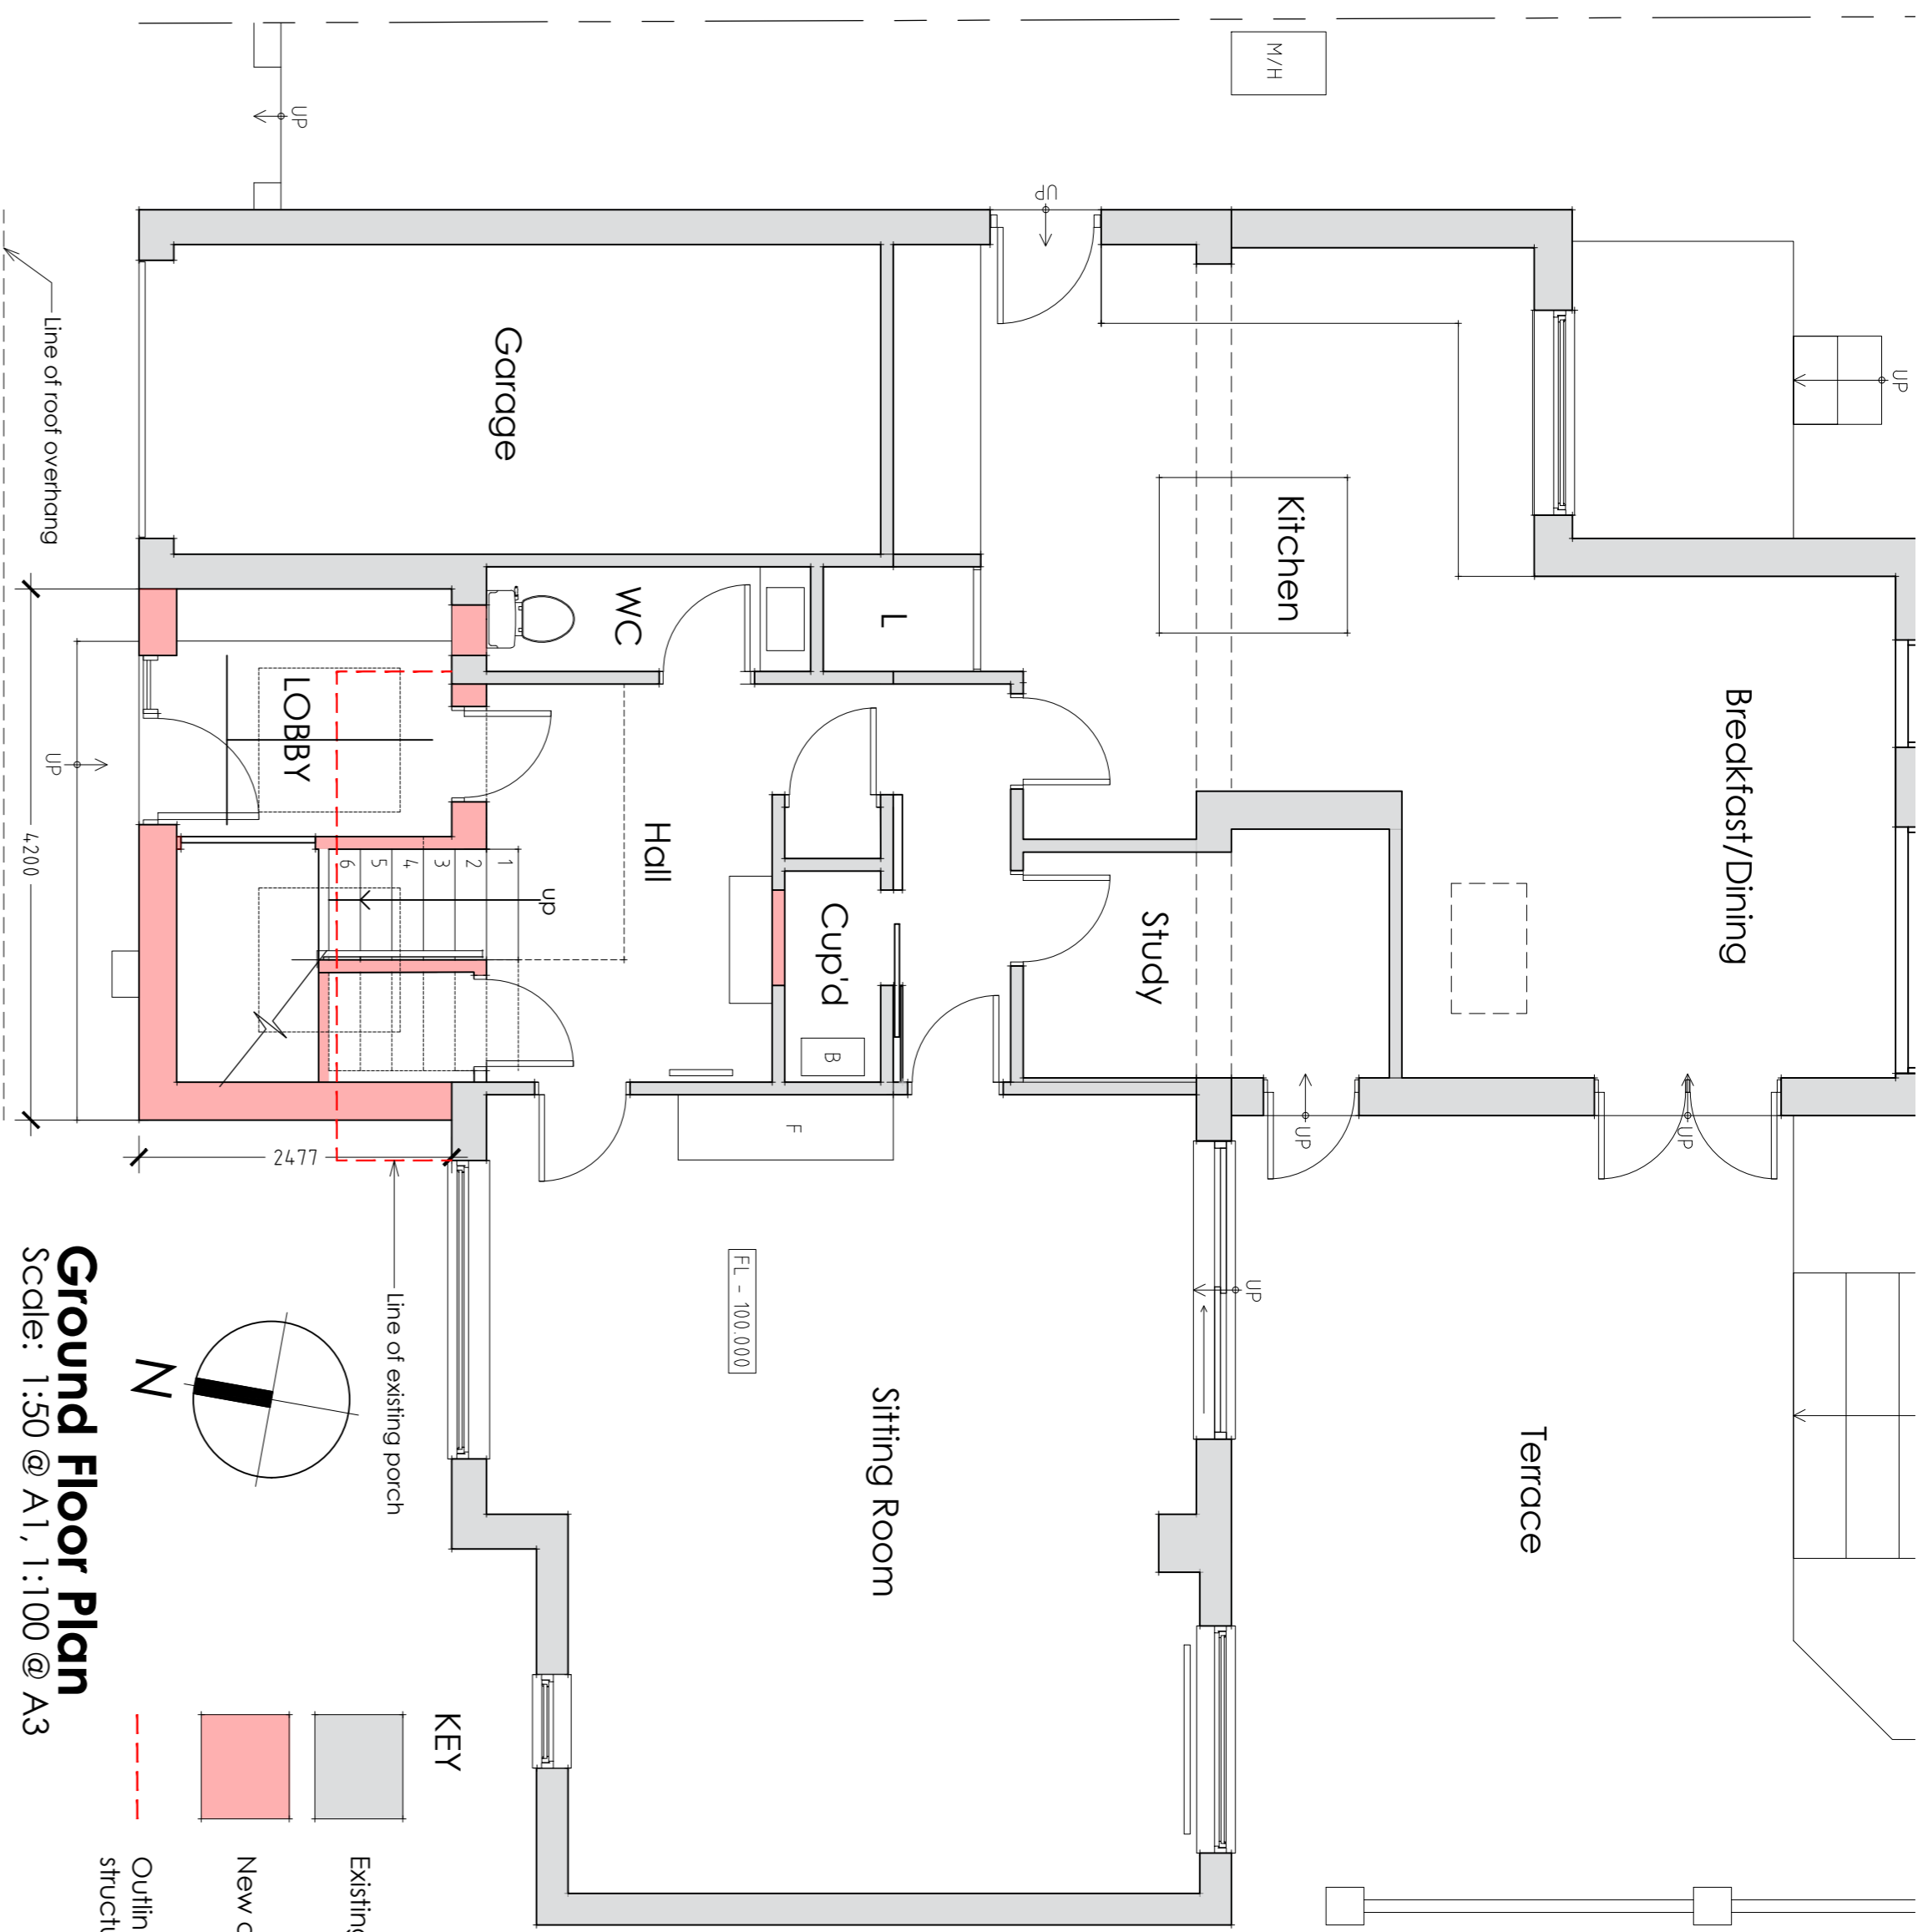 UP
Terrace
Breakfast/Dining
UP
UP
M/H
Kitchen
UP
Study
UP
Sitting Room
L
Cup'd
B
F
FL - 100.000
WC
Hall
Garage
up
1
2
3
4
5
6
LOBBY
UP
UP
2477
4200
UP
Line of roof overhang
Line of existing porch
N
KEY
Existing
New
Ground Floor Plan
Scale: 1:50 @ A1, 1:100 @ A3